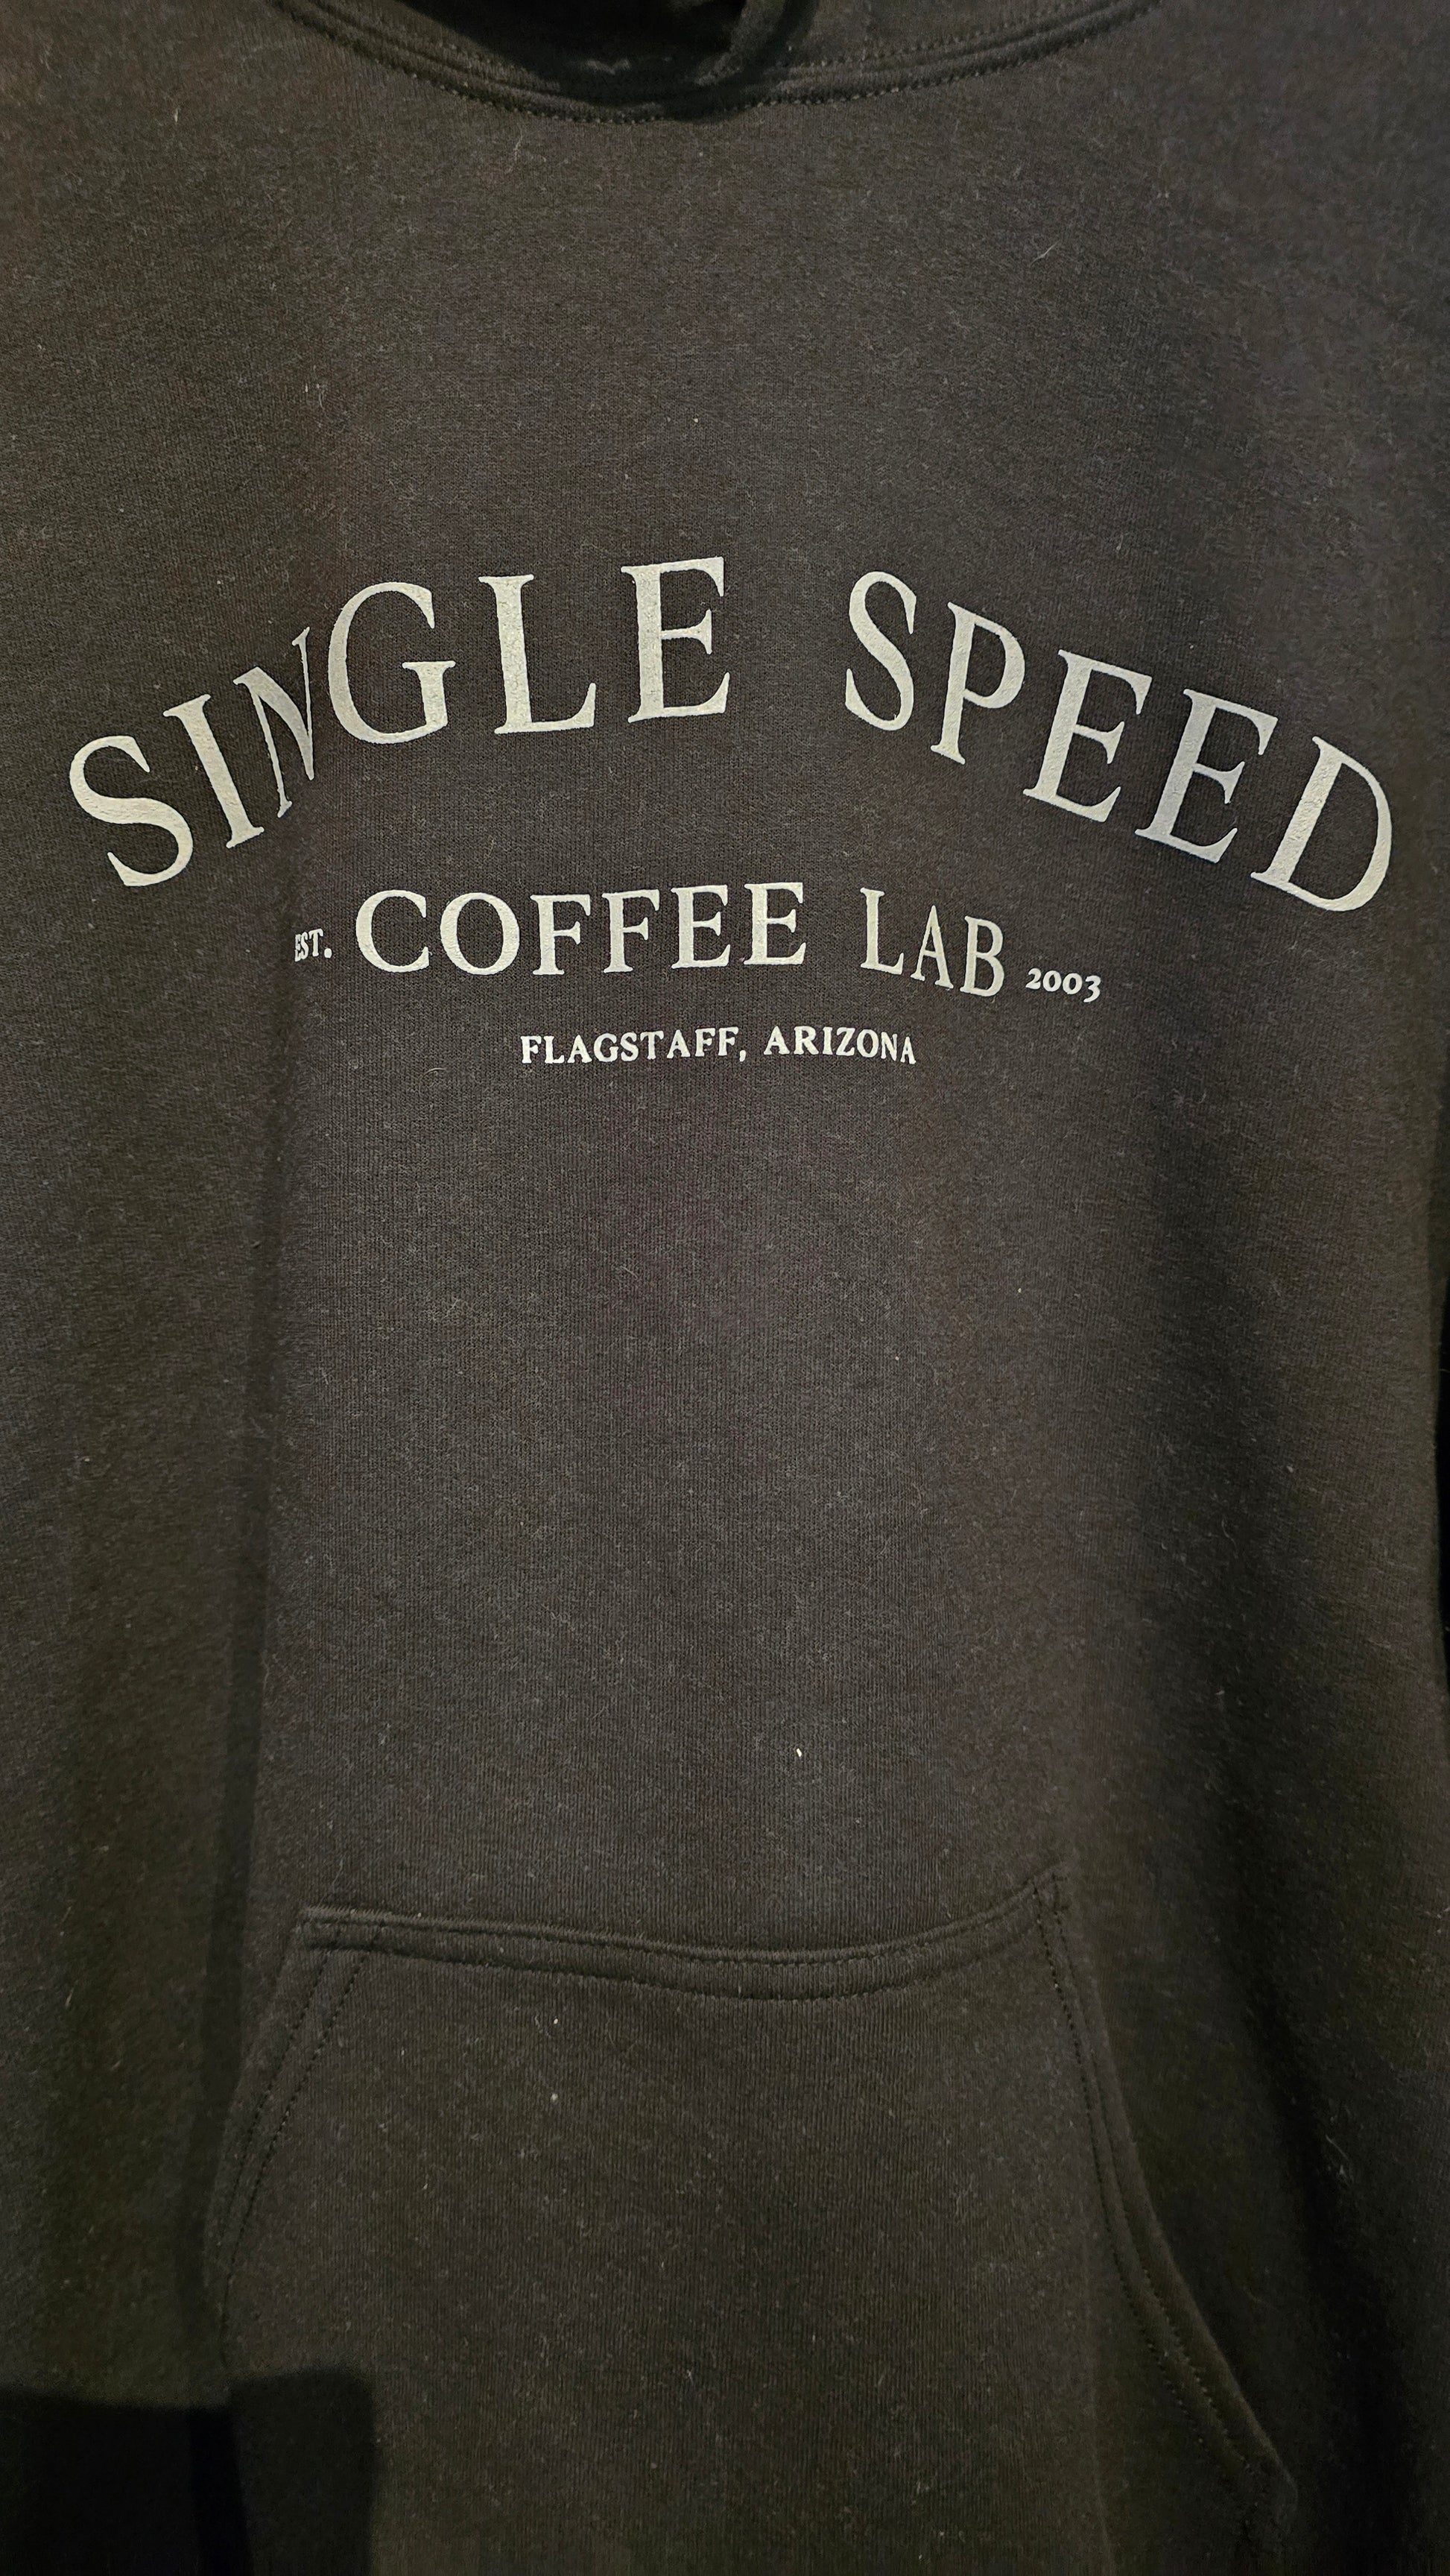 SINGLE SPEED
EST. COFFEE LAB 2003
FLAGSTAFF, ARIZONA